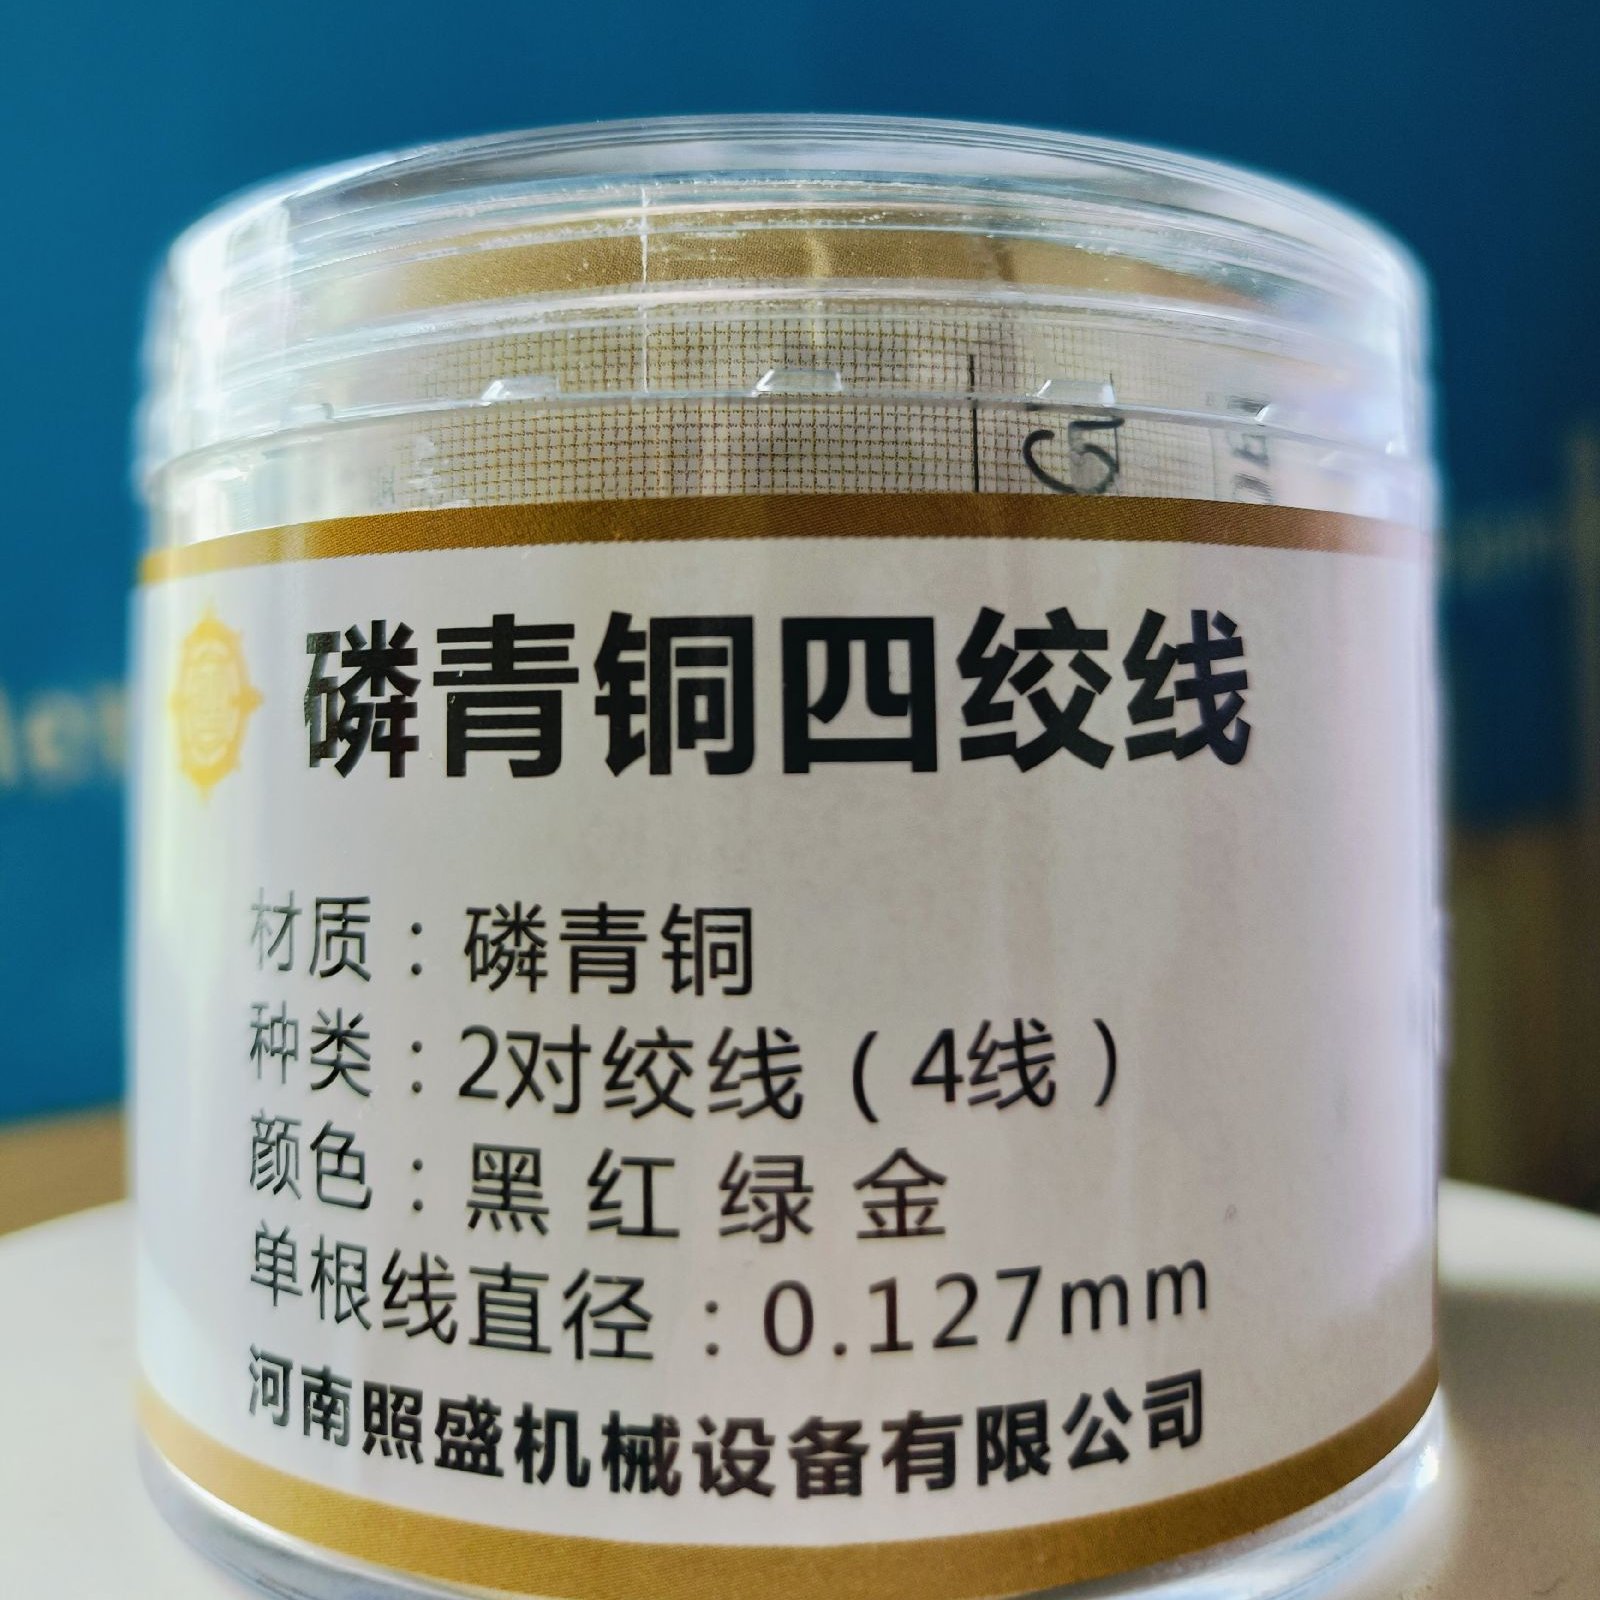 磷青铜四绞线
材质：磷青铜
种类：2对绞线（4线）
颜色：黑 红 绿 金
单根线直径：0.127mm
河南照盛机械设备有限公司